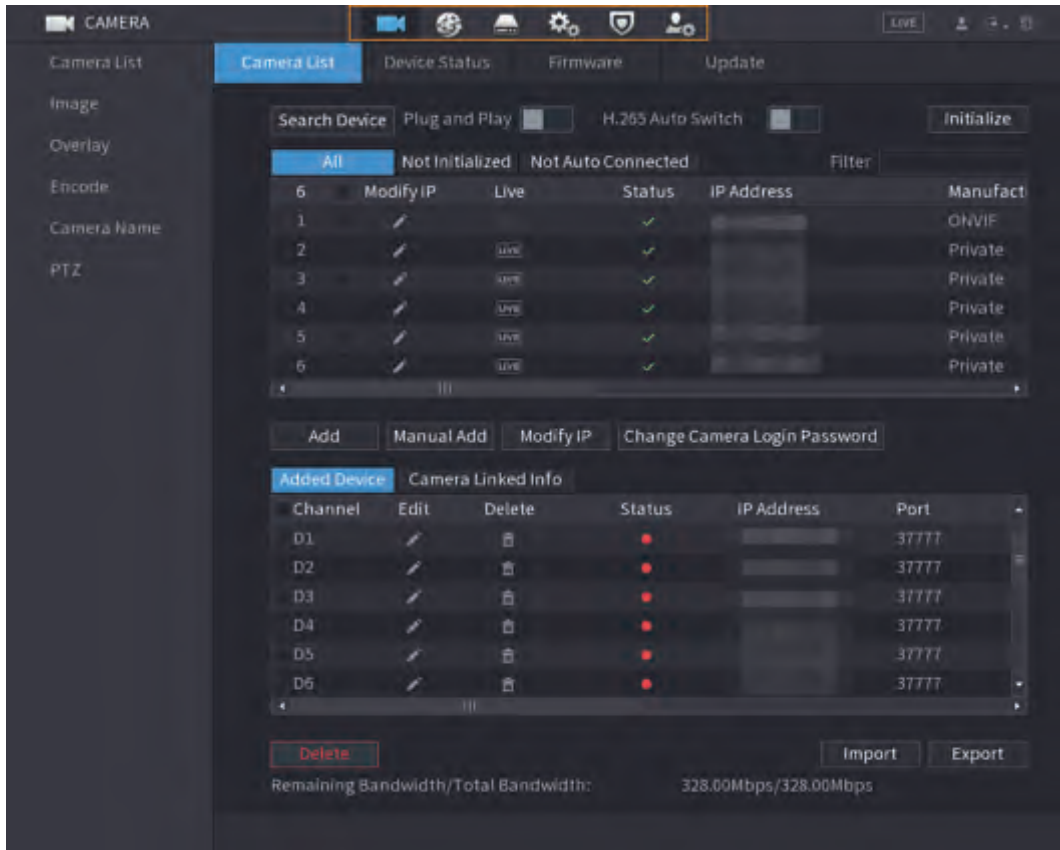 CAMERA LIVE
Camera List
Image
Overlay
Encode
Camera Name
PTZ
Camera List Device Status Firmware Update
Search Device Plug and Play H.265 Auto Switch Initialize
All Not Initialized Not Auto Connected Filter
6 Modify IP Live Status IP Address Manufact
1 ONVIF
2 LIVE Private
3 LIVE Private
4 LIVE Private
5 LIVE Private
6 LIVE Private
Add Manual Add Modify IP Change Camera Login Password
Added Device Camera Linked Info
Channel Edit Delete Status IP Address Port
D1 37777
D2 37777
D3 37777
D4 37777
D5 37777
D6 37777
Delete Import Export
Remaining Bandwidth/Total Bandwidth: 328.00Mbps/328.00Mbps